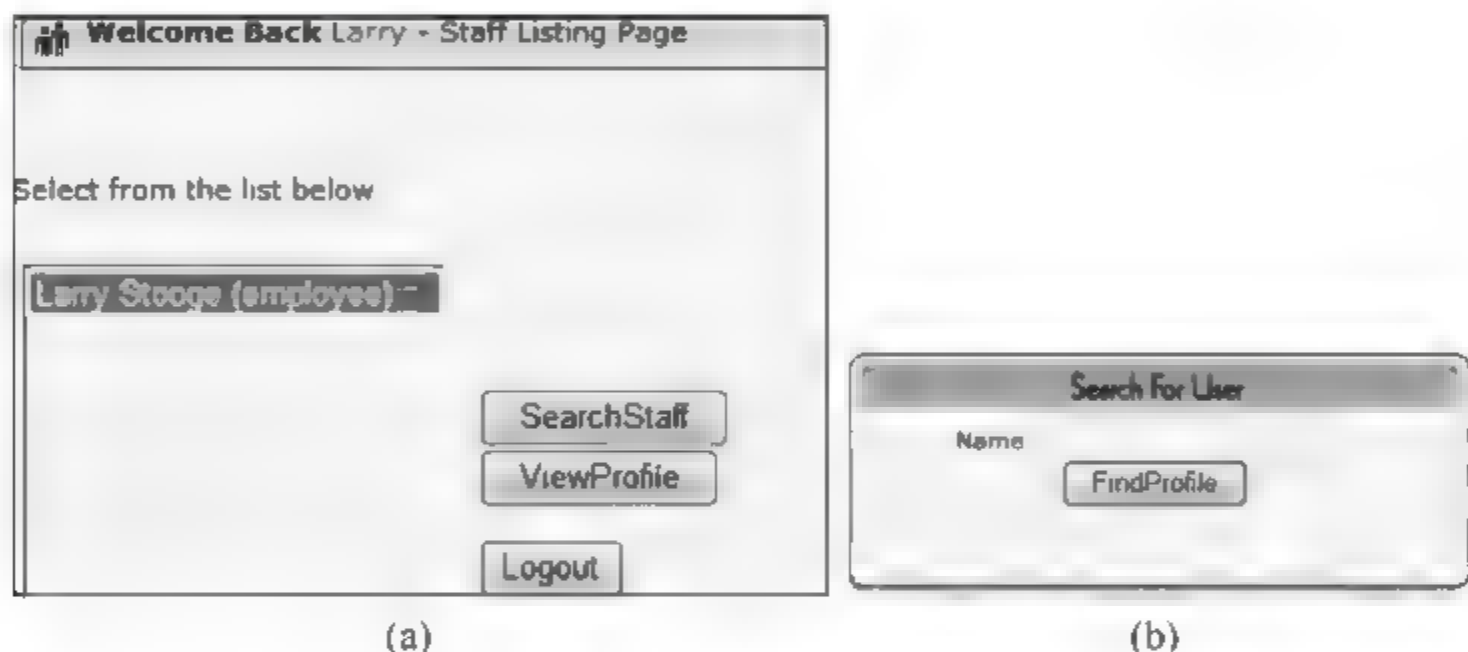 Welcome Back Larry - Staff Listing Page
Select from the list below
Larry Stooge (employee)
SearchStaff
ViewProfile
Logout
(a)
Search For User
Name
FindProfile
(b)